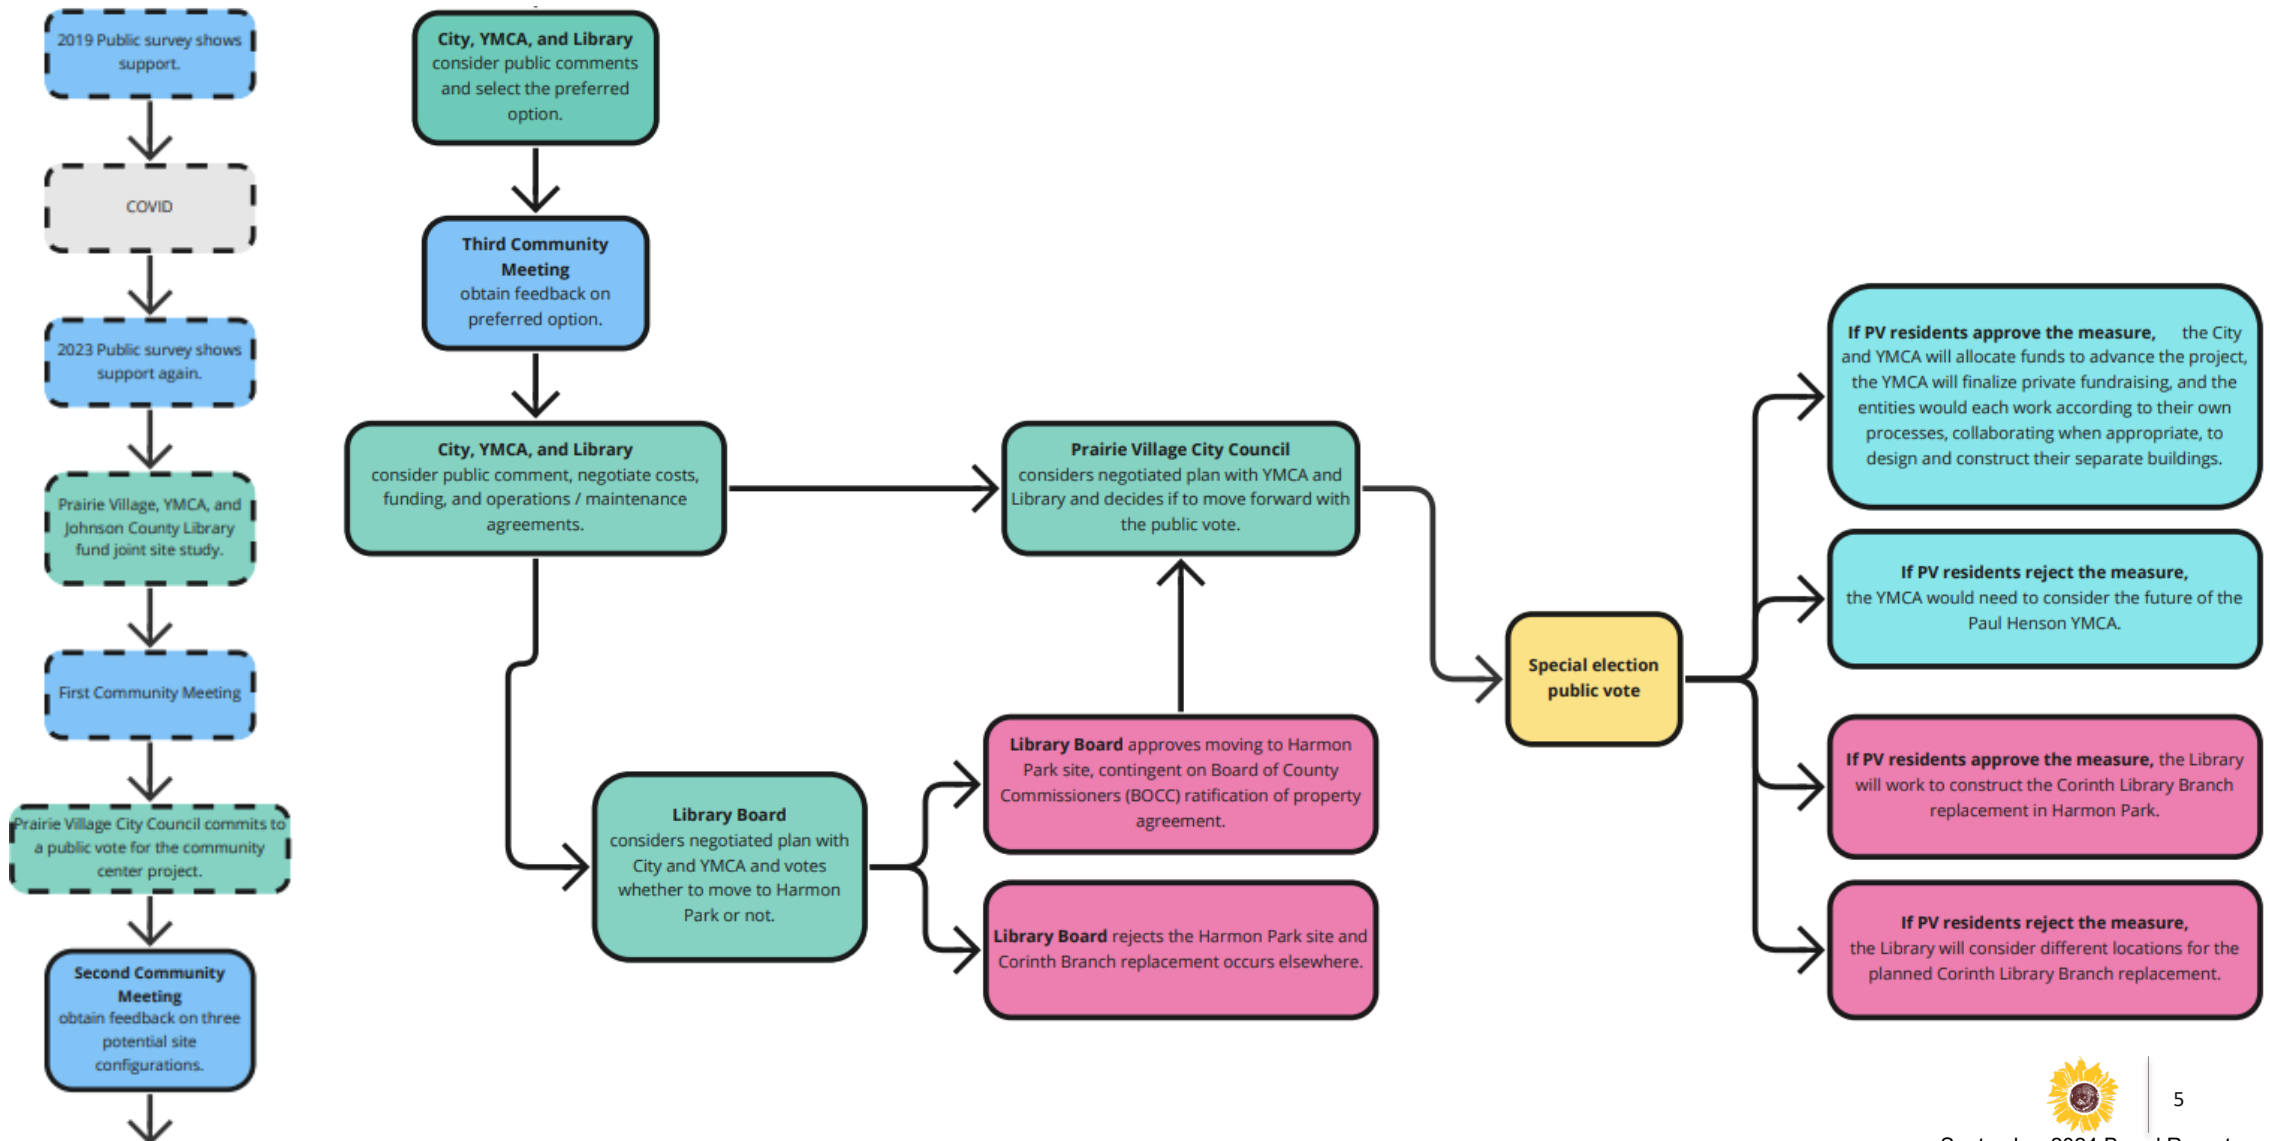 2019 Public survey shows
support.
COVID
2023 Public survey shows
support again.
Prairie Village, YMCA, and
Johnson County Library
fund joint site study.
First Community Meeting
Prairie Village City Council commits to
a public vote for the community
center project.
Second Community
Meeting
obtain feedback on three
potential site
configurations.
City, YMCA, and Library
consider public comments
and select the preferred
option.
Third Community
Meeting
obtain feedback on
preferred option.
City, YMCA, and Library
consider public comment, negotiate costs,
funding, and operations / maintenance
agreements.
Library Board
considers negotiated plan with
City and YMCA and votes
whether to move to Harmon
Park or not.
Prairie Village City Council
considers negotiated plan with YMCA and
Library and decides if to move forward with
the public vote.
Library Board approves moving to Harmon
Park site, contingent on Board of County
Commissioners (BOCC) ratification of property
agreement.
Library Board rejects the Harmon Park site and
Corinth Branch replacement occurs elsewhere.
Special election
public vote
If PV residents approve the measure, the City
and YMCA will allocate funds to advance the project,
the YMCA will finalize private fundraising, and the
entities would each work according to their own
processes, collaborating when appropriate, to
design and construct their separate buildings.
If PV residents reject the measure,
the YMCA would need to consider the future of the
Paul Henson YMCA.
If PV residents approve the measure, the Library
will work to construct the Corinth Library Branch
replacement in Harmon Park.
If PV residents reject the measure,
the Library will consider different locations for the
planned Corinth Library Branch replacement.
5